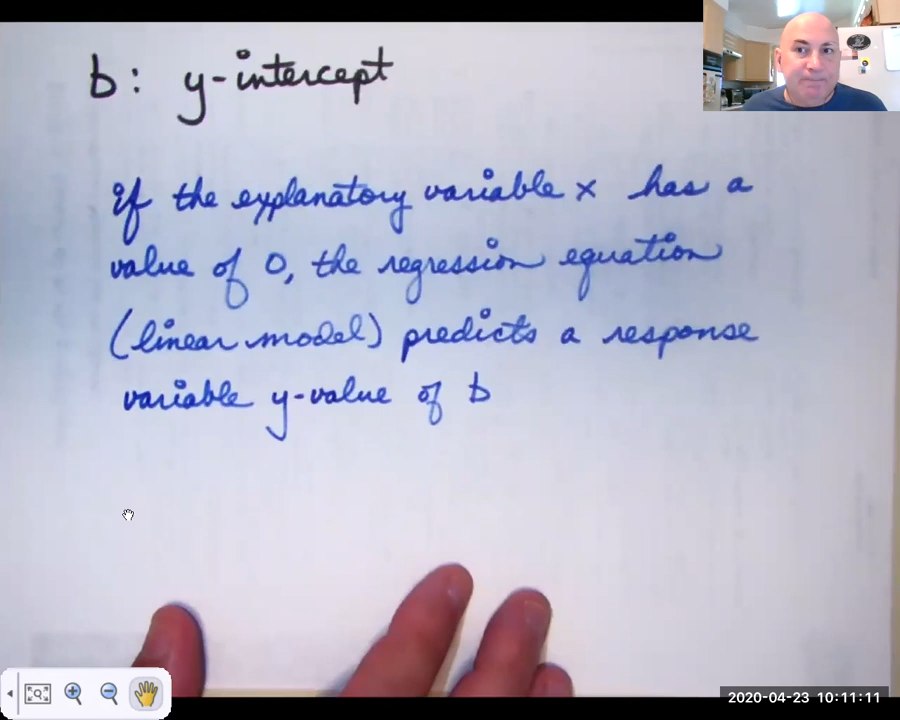 b: y-intercept
if the explanatory variable x has a
value of 0, the regression equation
(linear model) predicts a response
variable y-value of b
2020-04-23 10:11:11